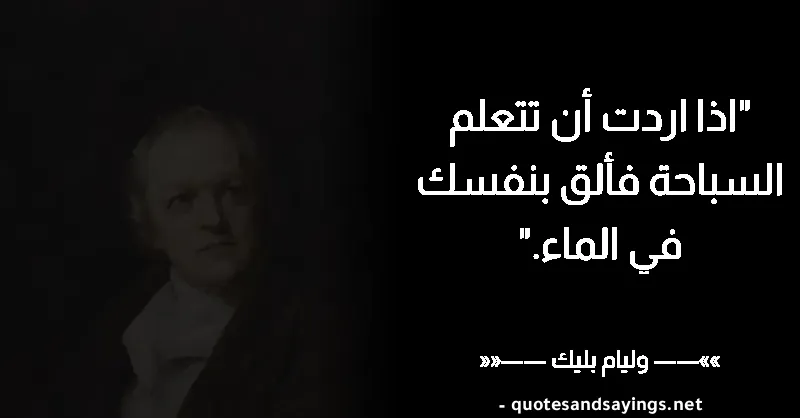 "اذا اردت أن تتعلم
السباحة فألق بنفسك
في الماء."
»»—— وليام بليك ——««
- quotesandsayings.net